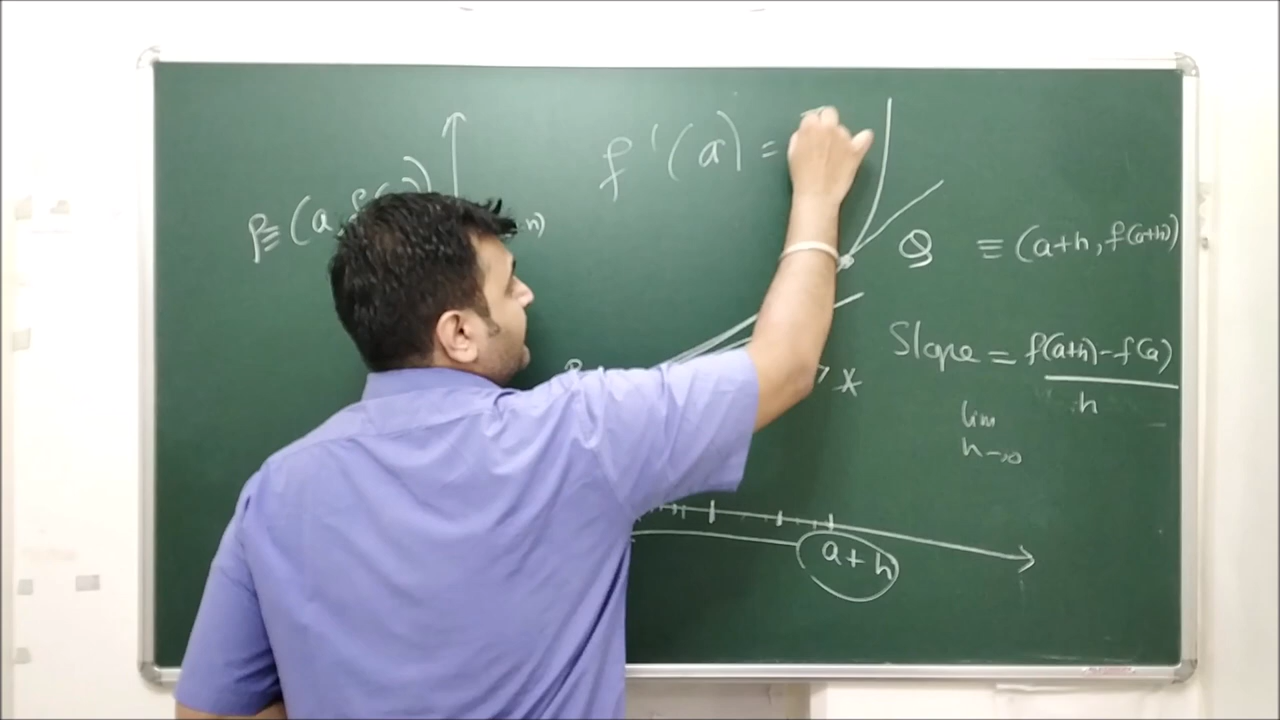 f'(a) =
P ≡ (a,
Q ≡ (a+h, f(a+h))
Slope = f(a+h) - f(a)
h
lim
h→0
a+h